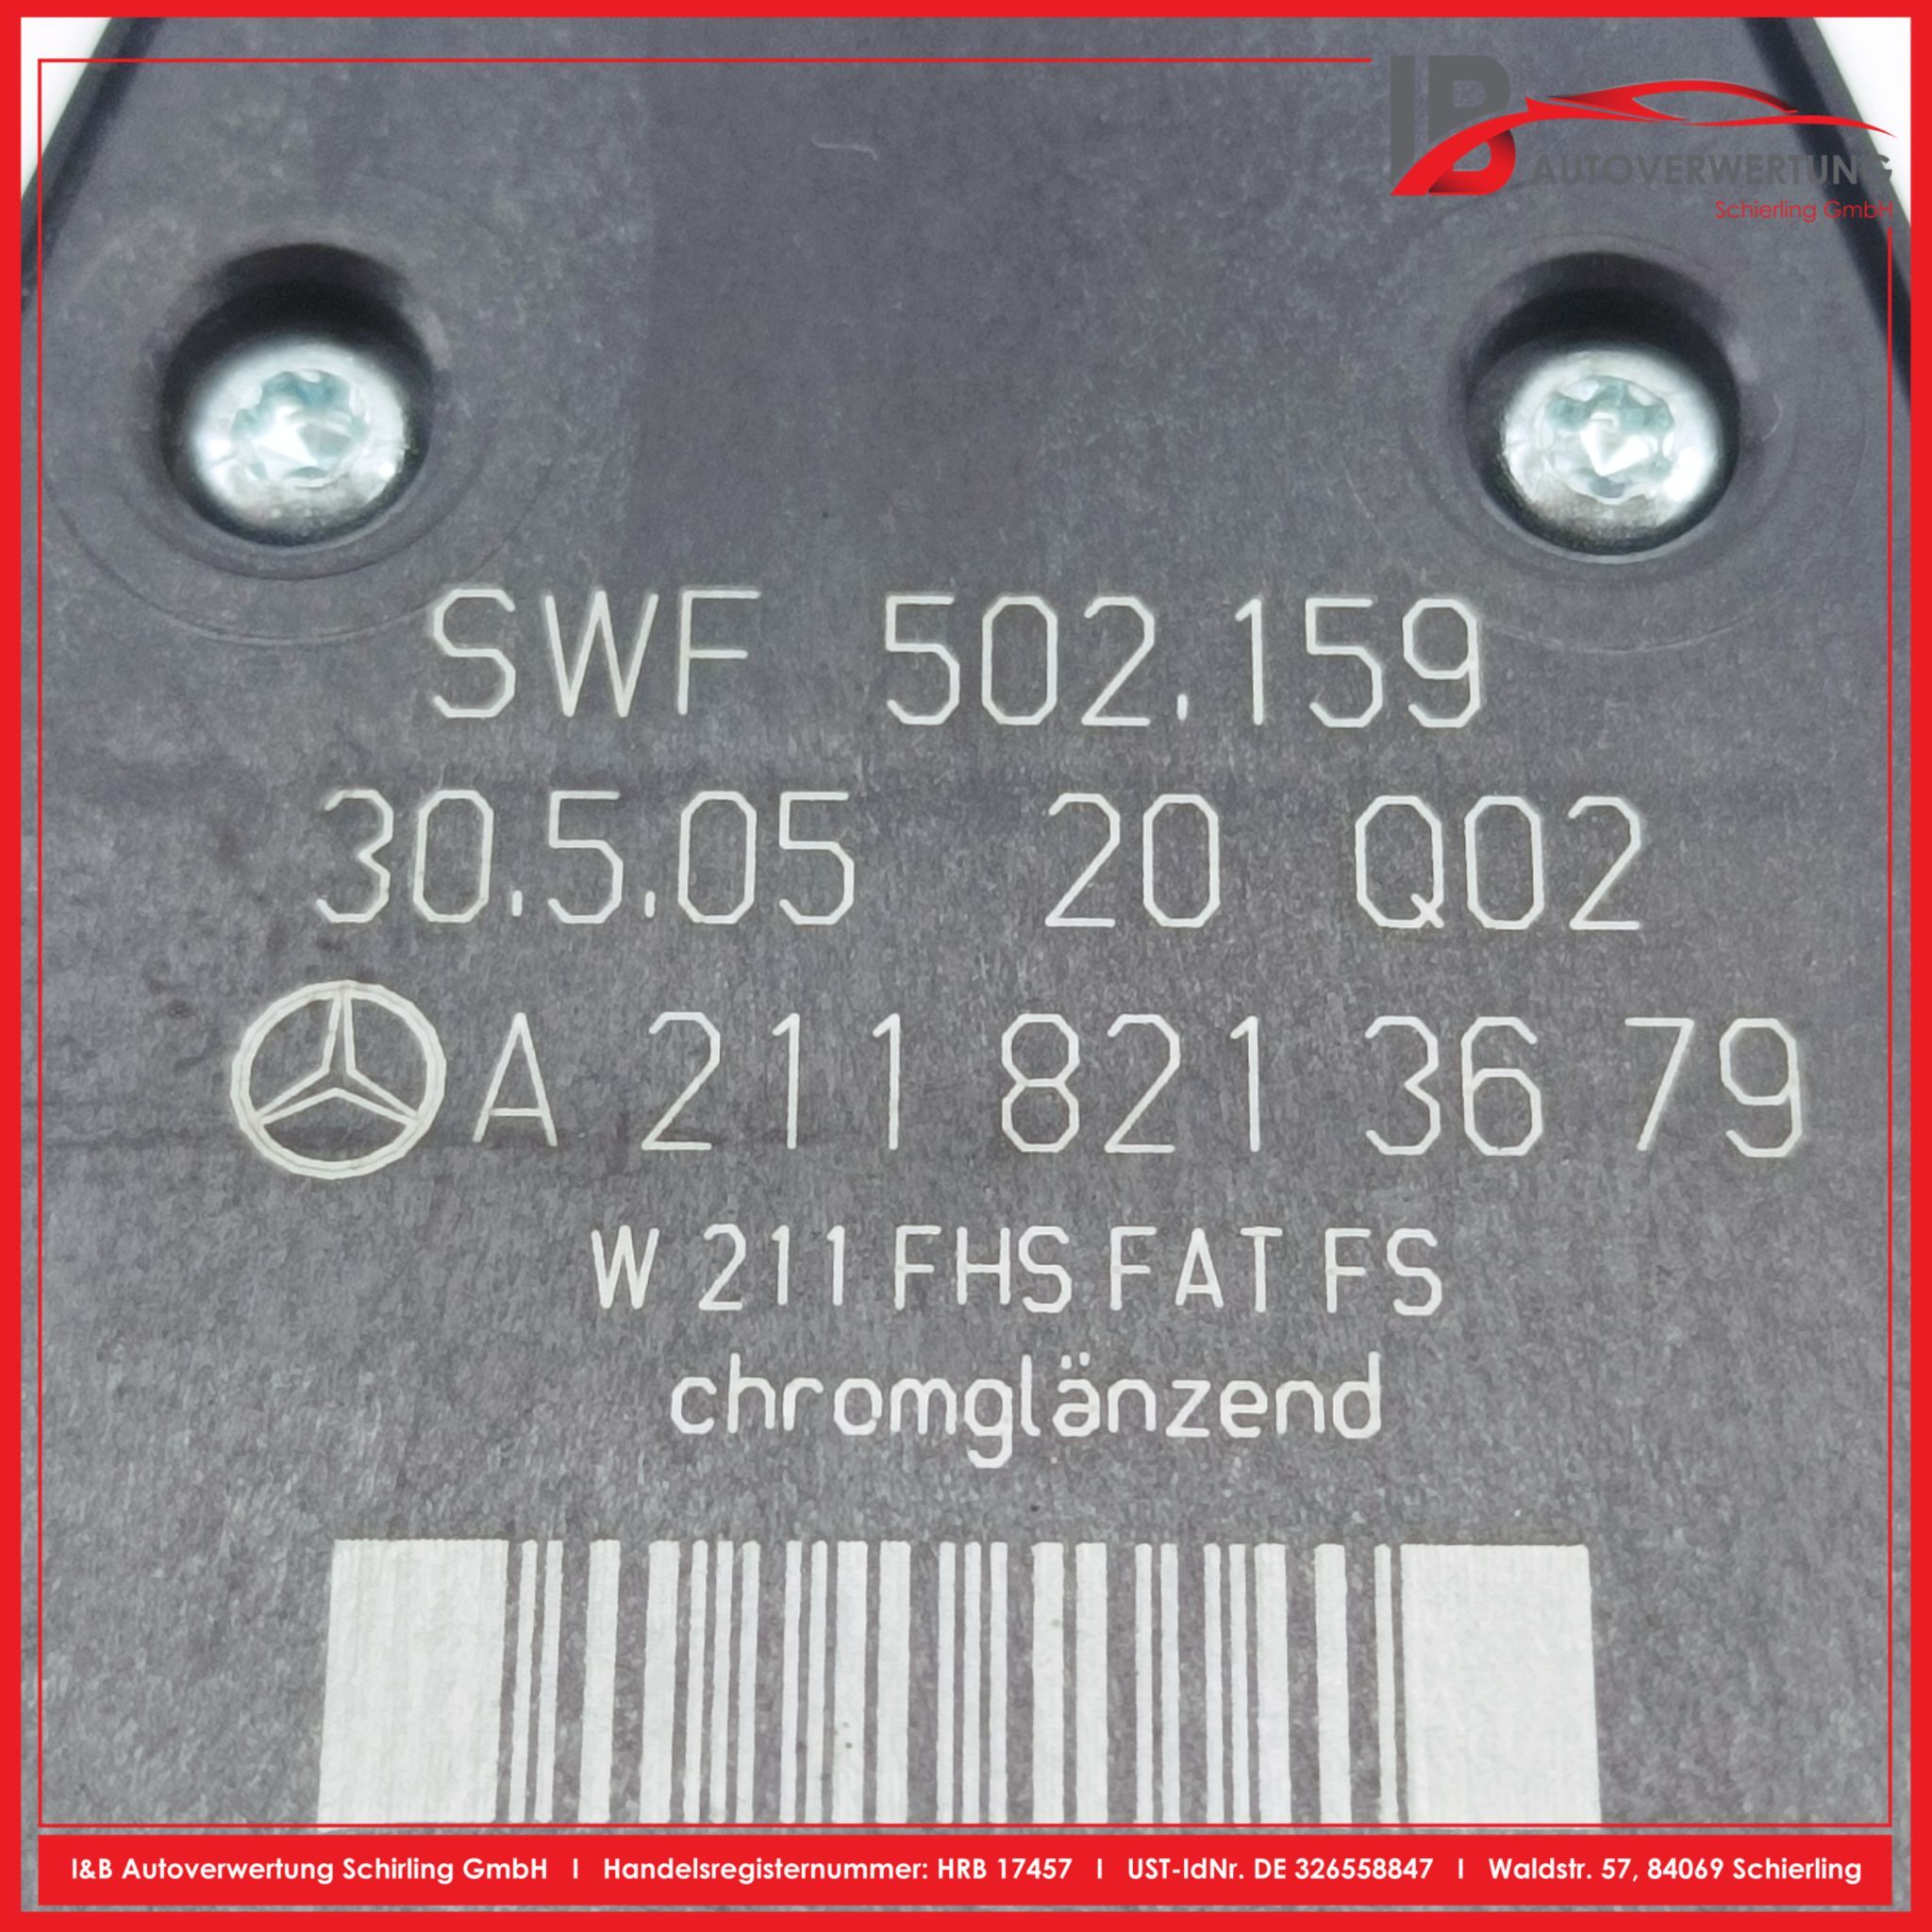 IB
AUTOVERWERTUNG
Schierling GmbH
SWF 502.159
30.5.05 20 Q02
A 211 821 36 79
W 211 FHS FAT FS
chromglänzend
I&B Autoverwertung Schirling GmbH I Handelsregisternummer: HRB 17457 I UST-IdNr. DE 326558847 I Waldstr. 57, 84069 Schierling